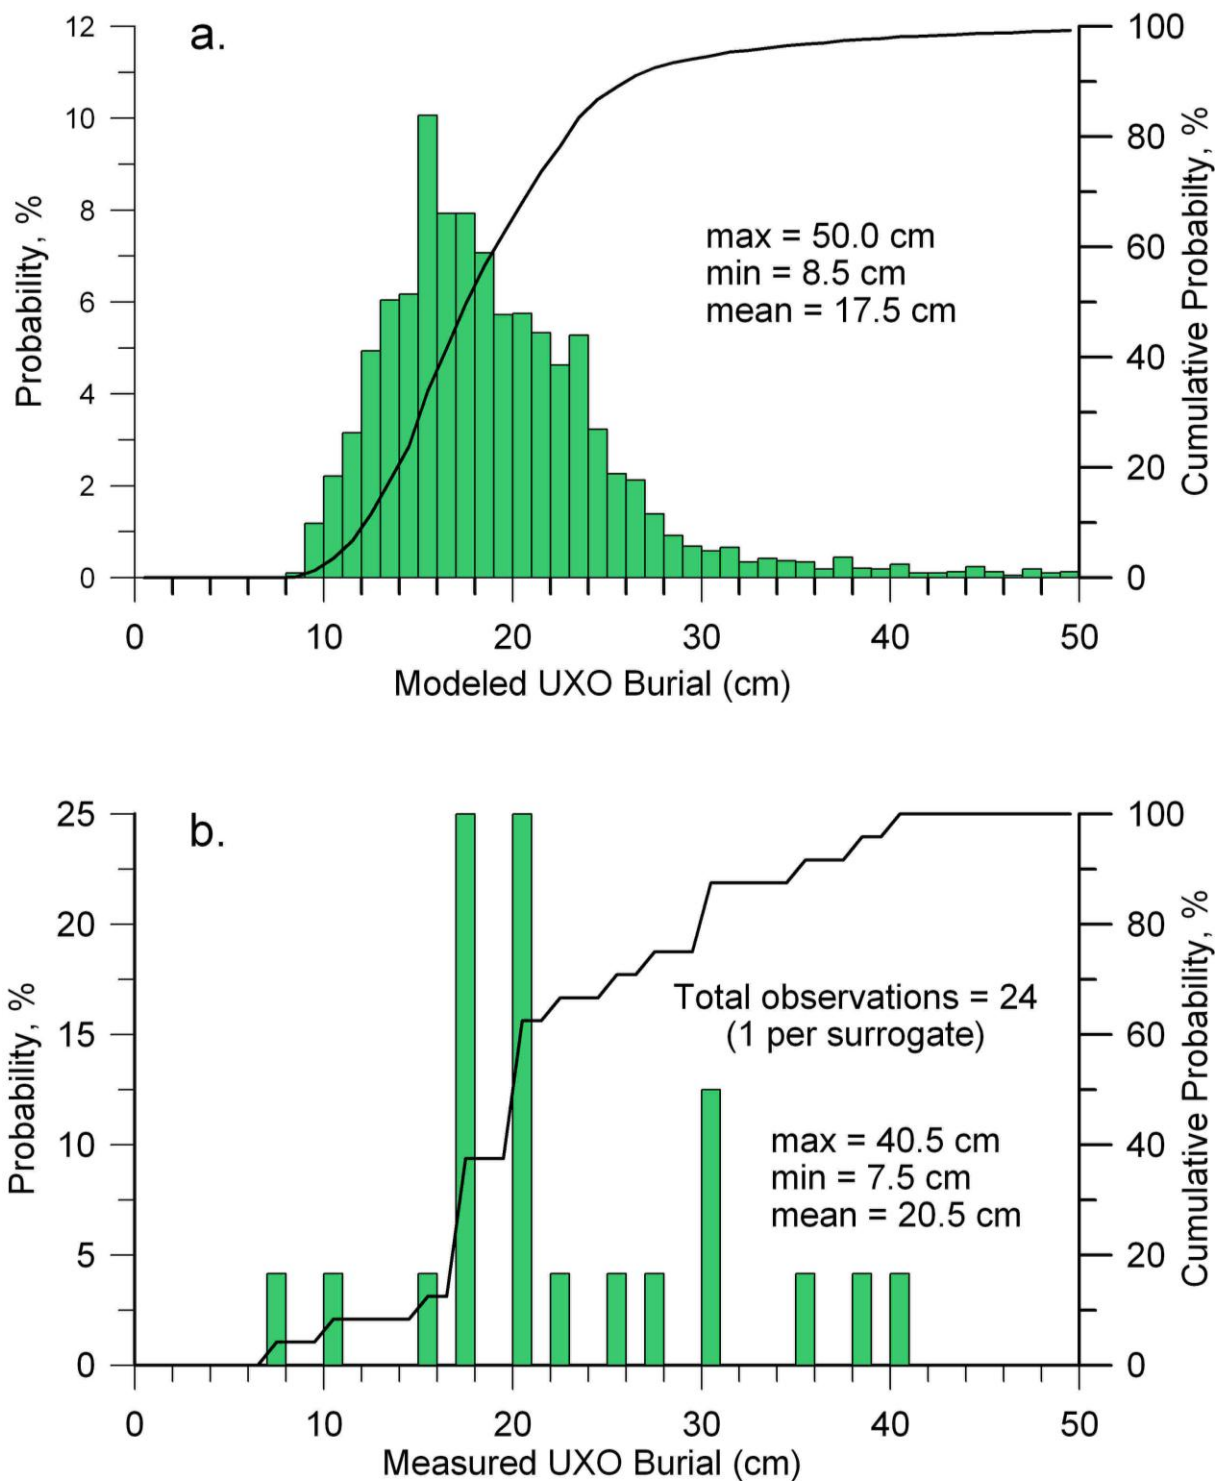 a.
12
10
8
6
4
2
0
Probability, %
100
80
60
40
20
0
Cumulative Probabilty, %
max = 50.0 cm
min = 8.5 cm
mean = 17.5 cm
0 10 20 30 40 50
Modeled UXO Burial (cm)
b.
25
20
15
10
5
0
Probability, %
100
80
60
40
20
0
Cumulative Probability, %
Total observations = 24
(1 per surrogate)
max = 40.5 cm
min = 7.5 cm
mean = 20.5 cm
0 10 20 30 40 50
Measured UXO Burial (cm)